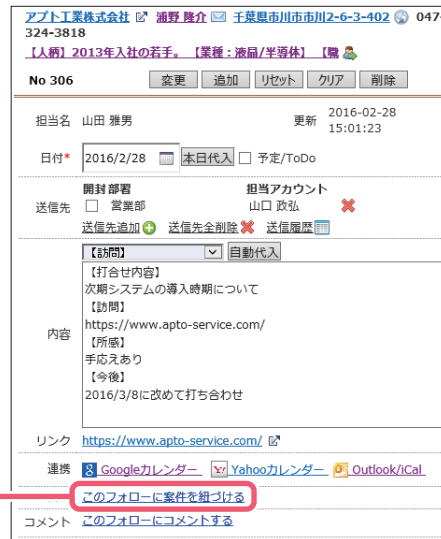 アプト工業株式会社 浦野 隆介 千葉県市川市市川2-6-3-402 047-
324-3818
【人柄】2013年入社の若手。【業種：液晶/半導体】【職
No 306 変更 追加 リセット クリア 削除
担当名 山田 雅男 更新 2016-02-28
15:01:23
日付* 2016/2/28 本日代入 予定/ToDo
開封 部署 担当アカウント
送信先 営業部 山口 政弘
送信先追加 送信先全削除 送信履歴
【訪問】 自動代入
内容
【打合せ内容】
次期システムの導入時期について
【訪問】
https://www.apto-service.com/
【所感】
手応えあり
【今後】
2016/3/8に改めて打ち合わせ
リンク https://www.apto-service.com/
連携 Googleカレンダー Yahooカレンダー Outlook/iCal
このフォローに案件を紐づける
コメント このフォローにコメントする